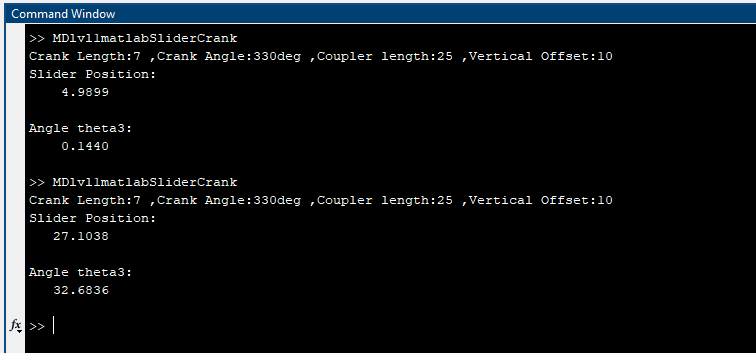 Command Window
>> MDlvl1matlabSliderCrank
Crank Length:7 ,Crank Angle:330deg ,Coupler length:25 ,Vertical Offset:10
Slider Position:
4.9899
Angle theta3:
0.1440
>> MDlvl1matlabSliderCrank
Crank Length:7 ,Crank Angle:330deg ,Coupler length:25 ,Vertical Offset:10
Slider Position:
27.1038
Angle theta3:
32.6836
fx >>